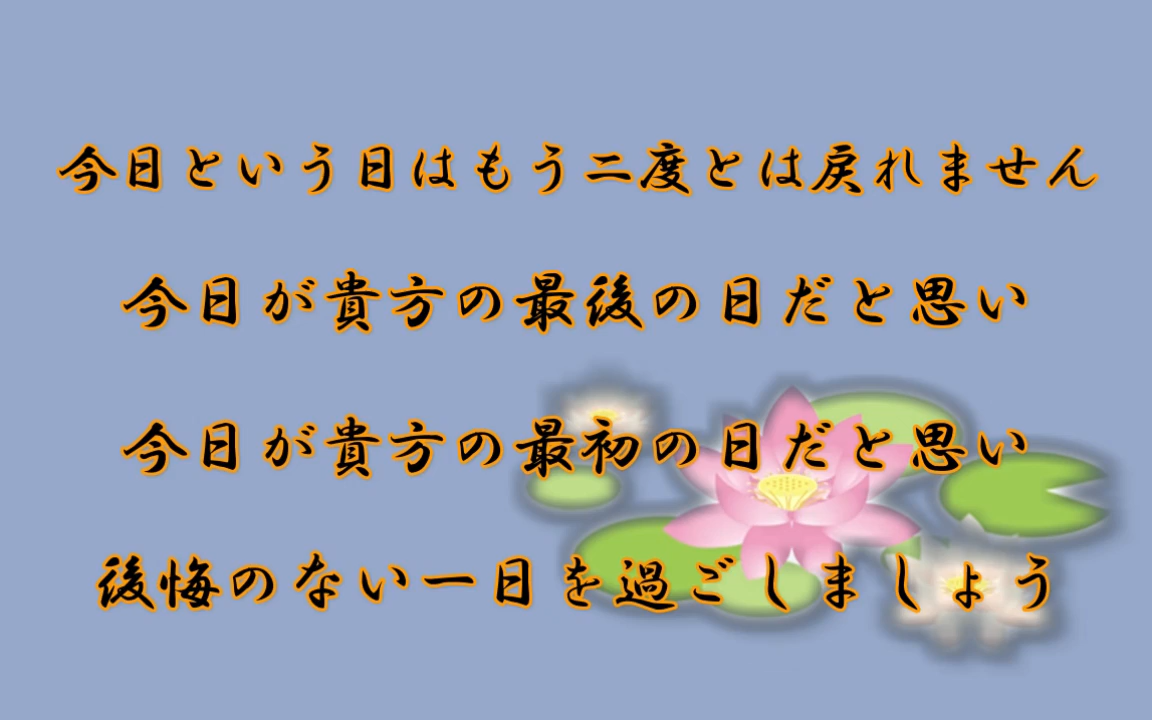 今日という日はもう二度とは戻れません
今日が貴方の最後の日だと思い
今日が貴方の最初の日だと思い
後悔のない一日を過ごしましょう